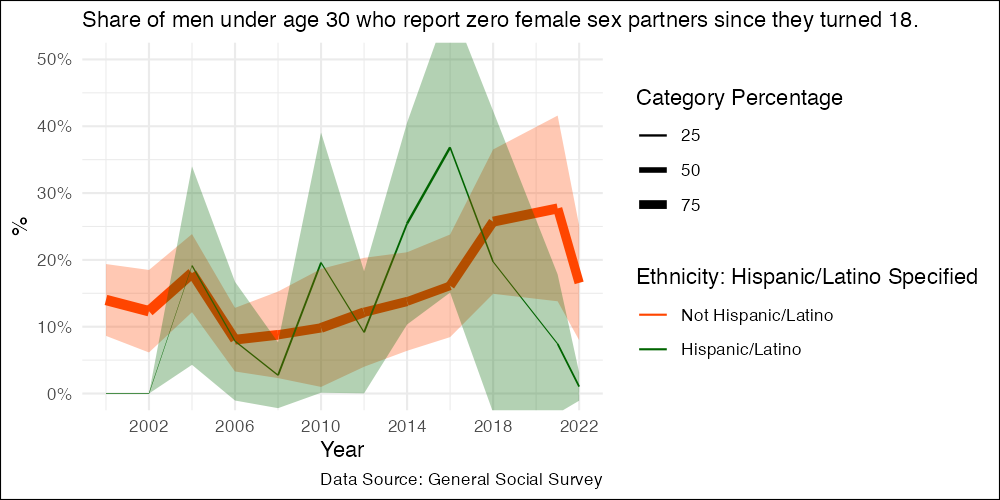 Share of men under age 30 who report zero female sex partners since they turned 18.
50%
40%
30%
20%
10%
0%
%
2002 2006 2010 2014 2018 2022
Year
Data Source: General Social Survey
Category Percentage
25
50
75
Ethnicity: Hispanic/Latino Specified
Not Hispanic/Latino
Hispanic/Latino